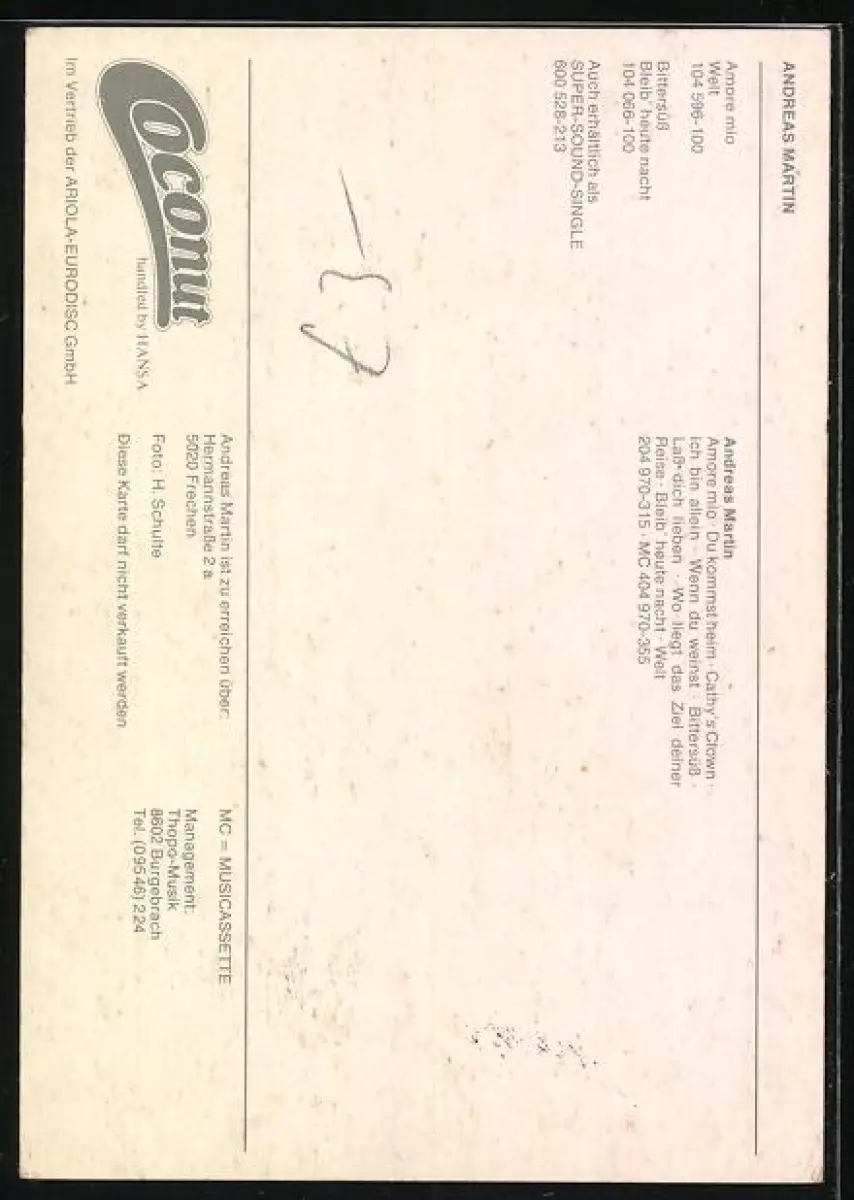 ANDREAS MARTIN
Amore mio
Welt
104 596-100
Bittersüß
Bleib' heute nacht
104 066-100
Auch erhältlich als
SUPER-SOUND-SINGLE
600 528-213
Andreas Martin
Amore mio · Du kommst heim · Cathy's Clown ·
Ich bin allein · Wenn du weinst · Bittersüß ·
Laß dich lieben · Wo liegt das Ziel deiner
Reise · Bleib' heute nacht · Welt
204 970-315 · MC 404 970-355
Coconut
handled by HANSA
Im Vertrieb der ARIOLA-EURODISC GmbH
Andreas Martin ist zu erreichen über:
Hermannstraße 2 a
5020 Frechen
Foto: H. Schulte
Diese Karte darf nicht verkauft werden
MC = MUSICASSETTE
Management:
Thopo-Musik
8602 Burgebrach
Tel. (09546) 224